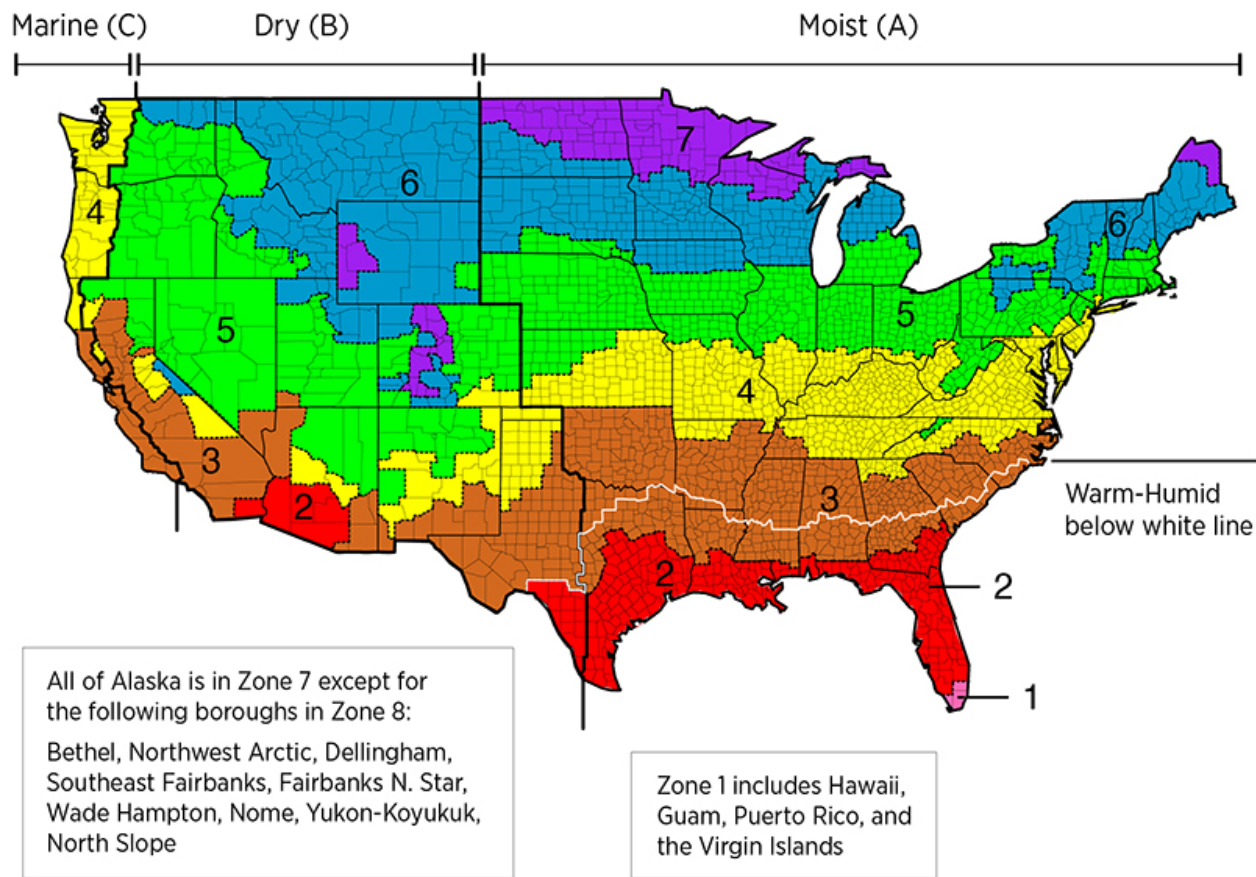 Marine (C)
Dry (B)
Moist (A)
7
6
6
4
5
5
4
3
3
2
2
2
1
Warm-Humid
below white line
All of Alaska is in Zone 7 except for
the following boroughs in Zone 8:
Bethel, Northwest Arctic, Dellingham,
Southeast Fairbanks, Fairbanks N. Star,
Wade Hampton, Nome, Yukon-Koyukuk,
North Slope
Zone 1 includes Hawaii,
Guam, Puerto Rico, and
the Virgin Islands